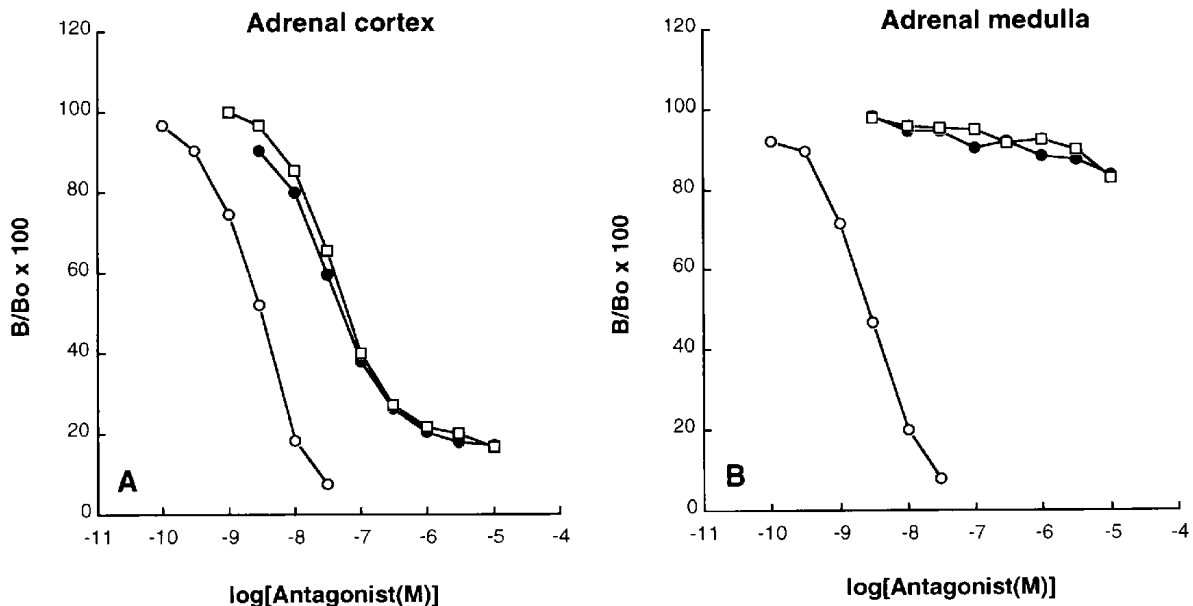 Adrenal cortex
120
100
80
60
40
20
0
B/Bo x 100
A
-11 -10 -9 -8 -7 -6 -5 -4
log[Antagonist(M)]
Adrenal medulla
120
100
80
60
40
20
0
B/Bo x 100
B
-11 -10 -9 -8 -7 -6 -5 -4
log[Antagonist(M)]